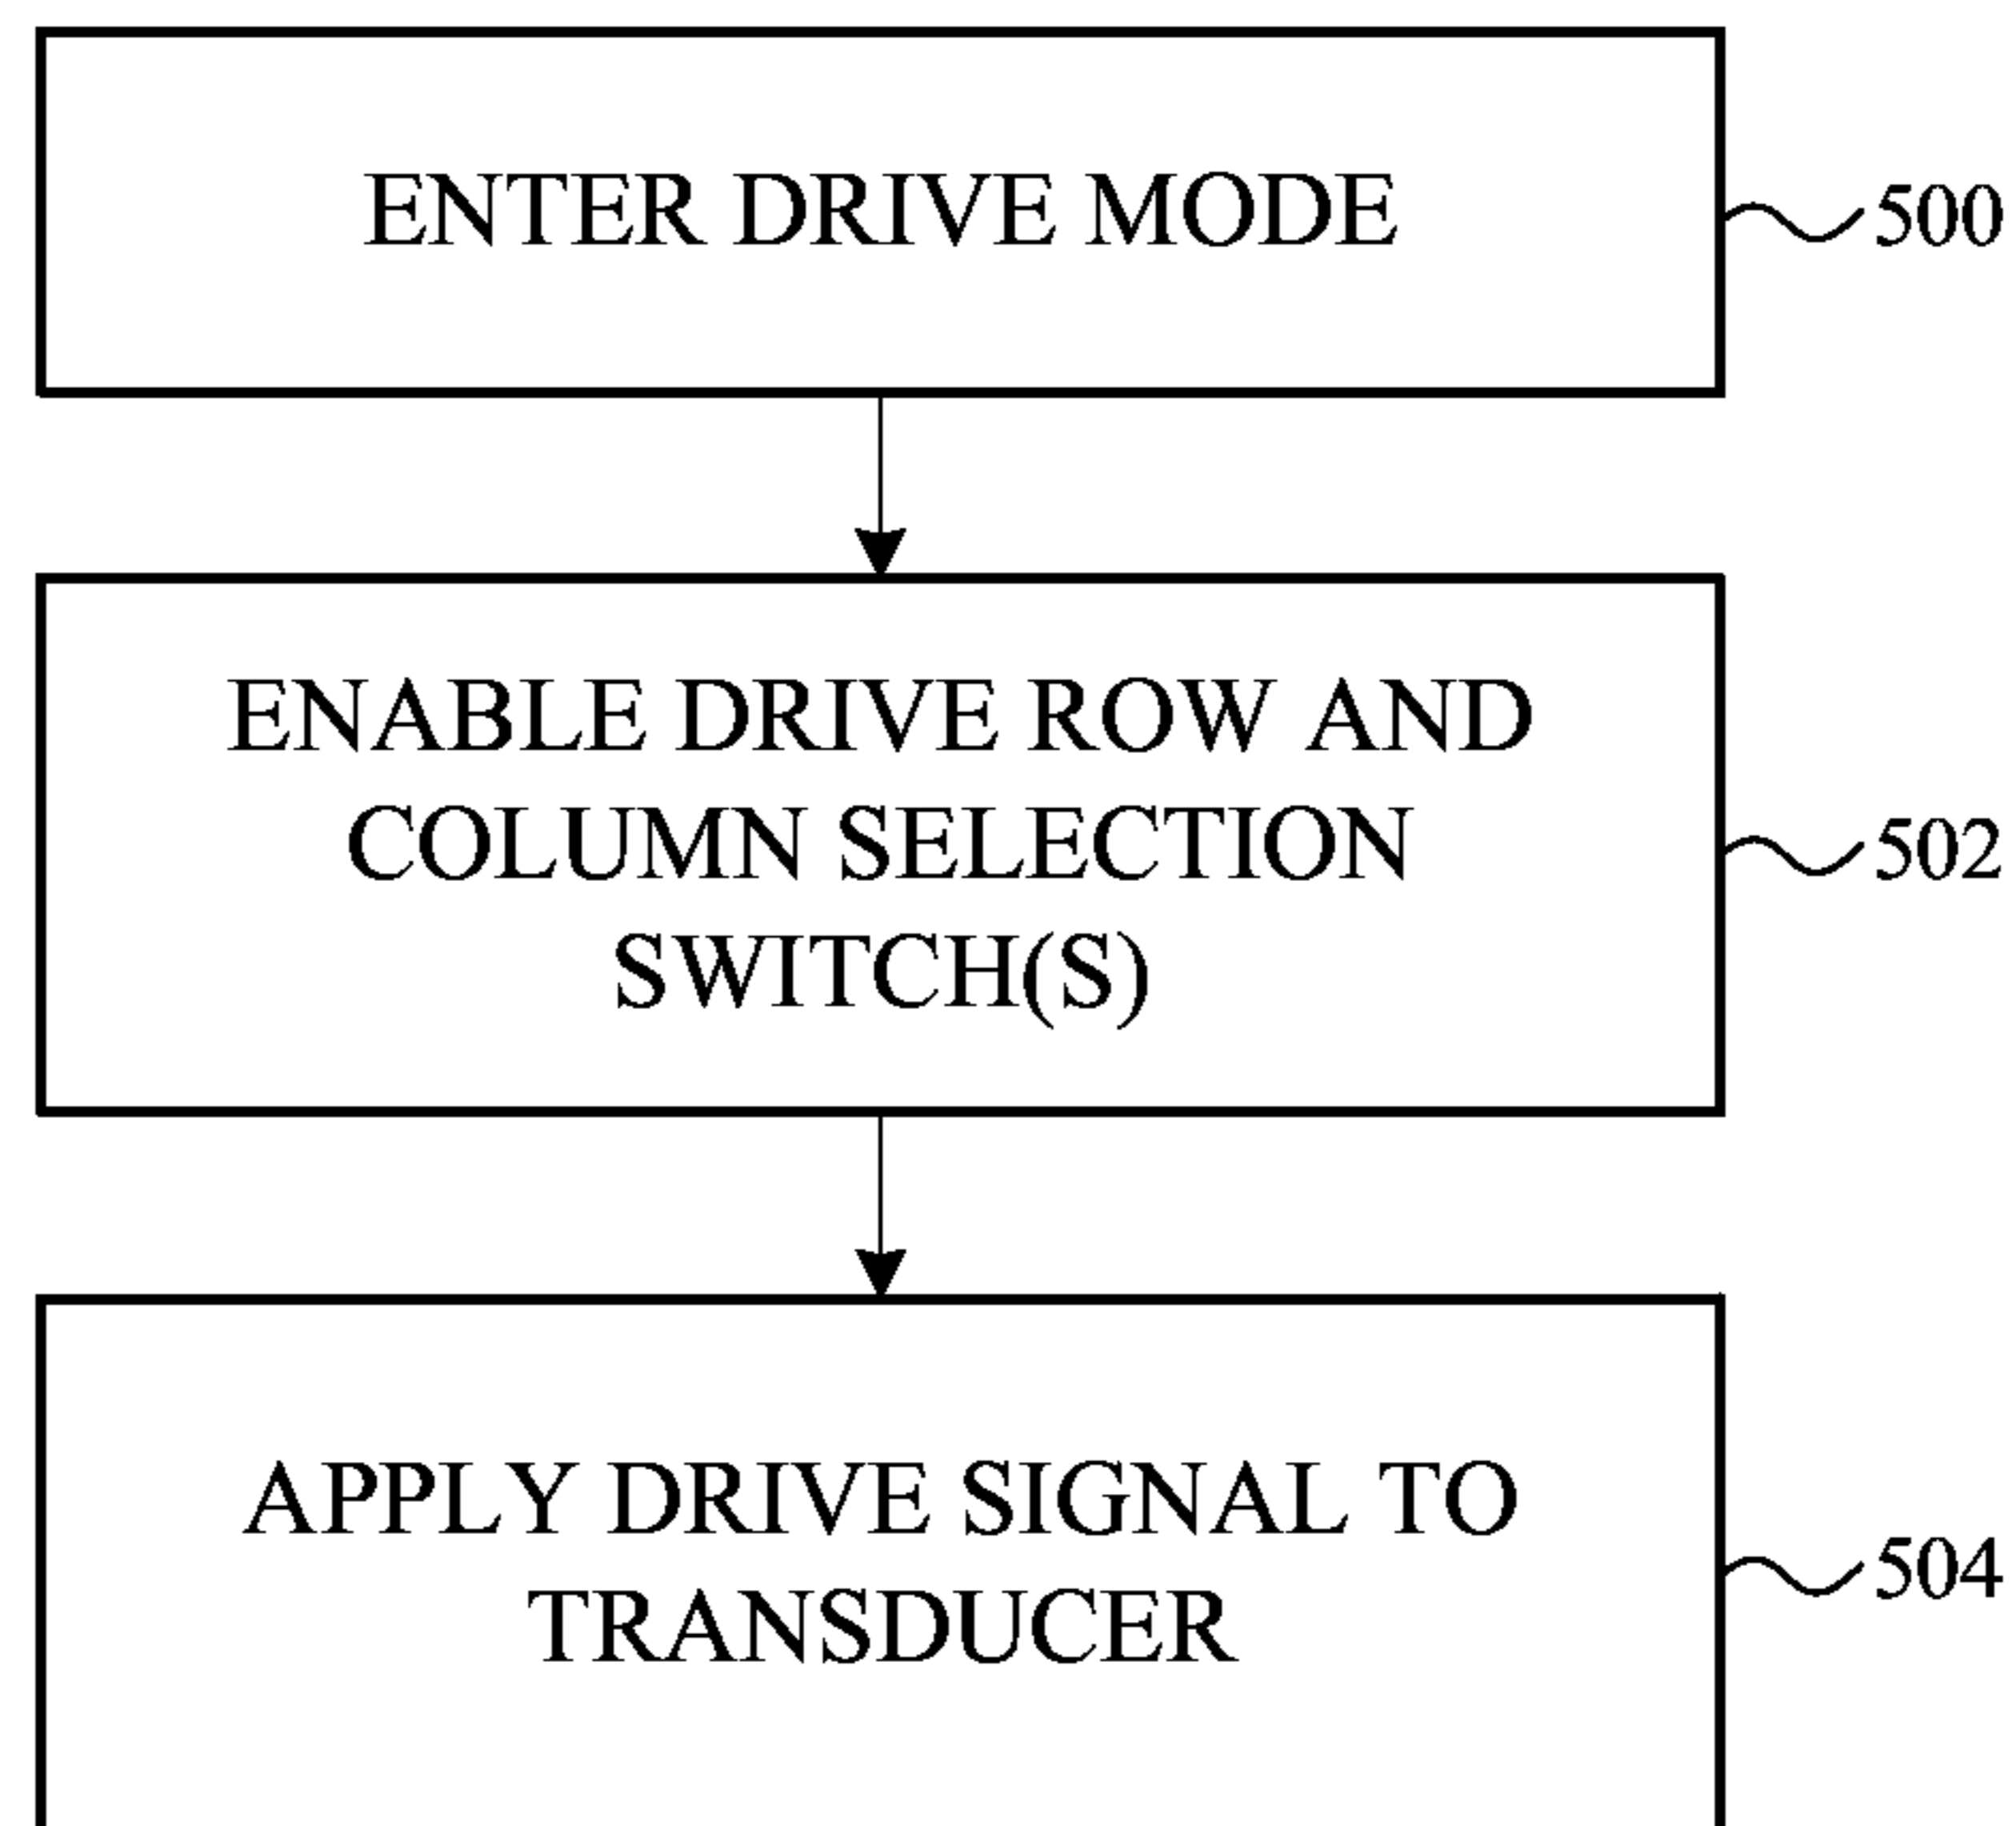 ENTER DRIVE MODE
500
ENABLE DRIVE ROW AND
COLUMN SELECTION
SWITCH(S)
502
APPLY DRIVE SIGNAL TO
TRANSDUCER
504